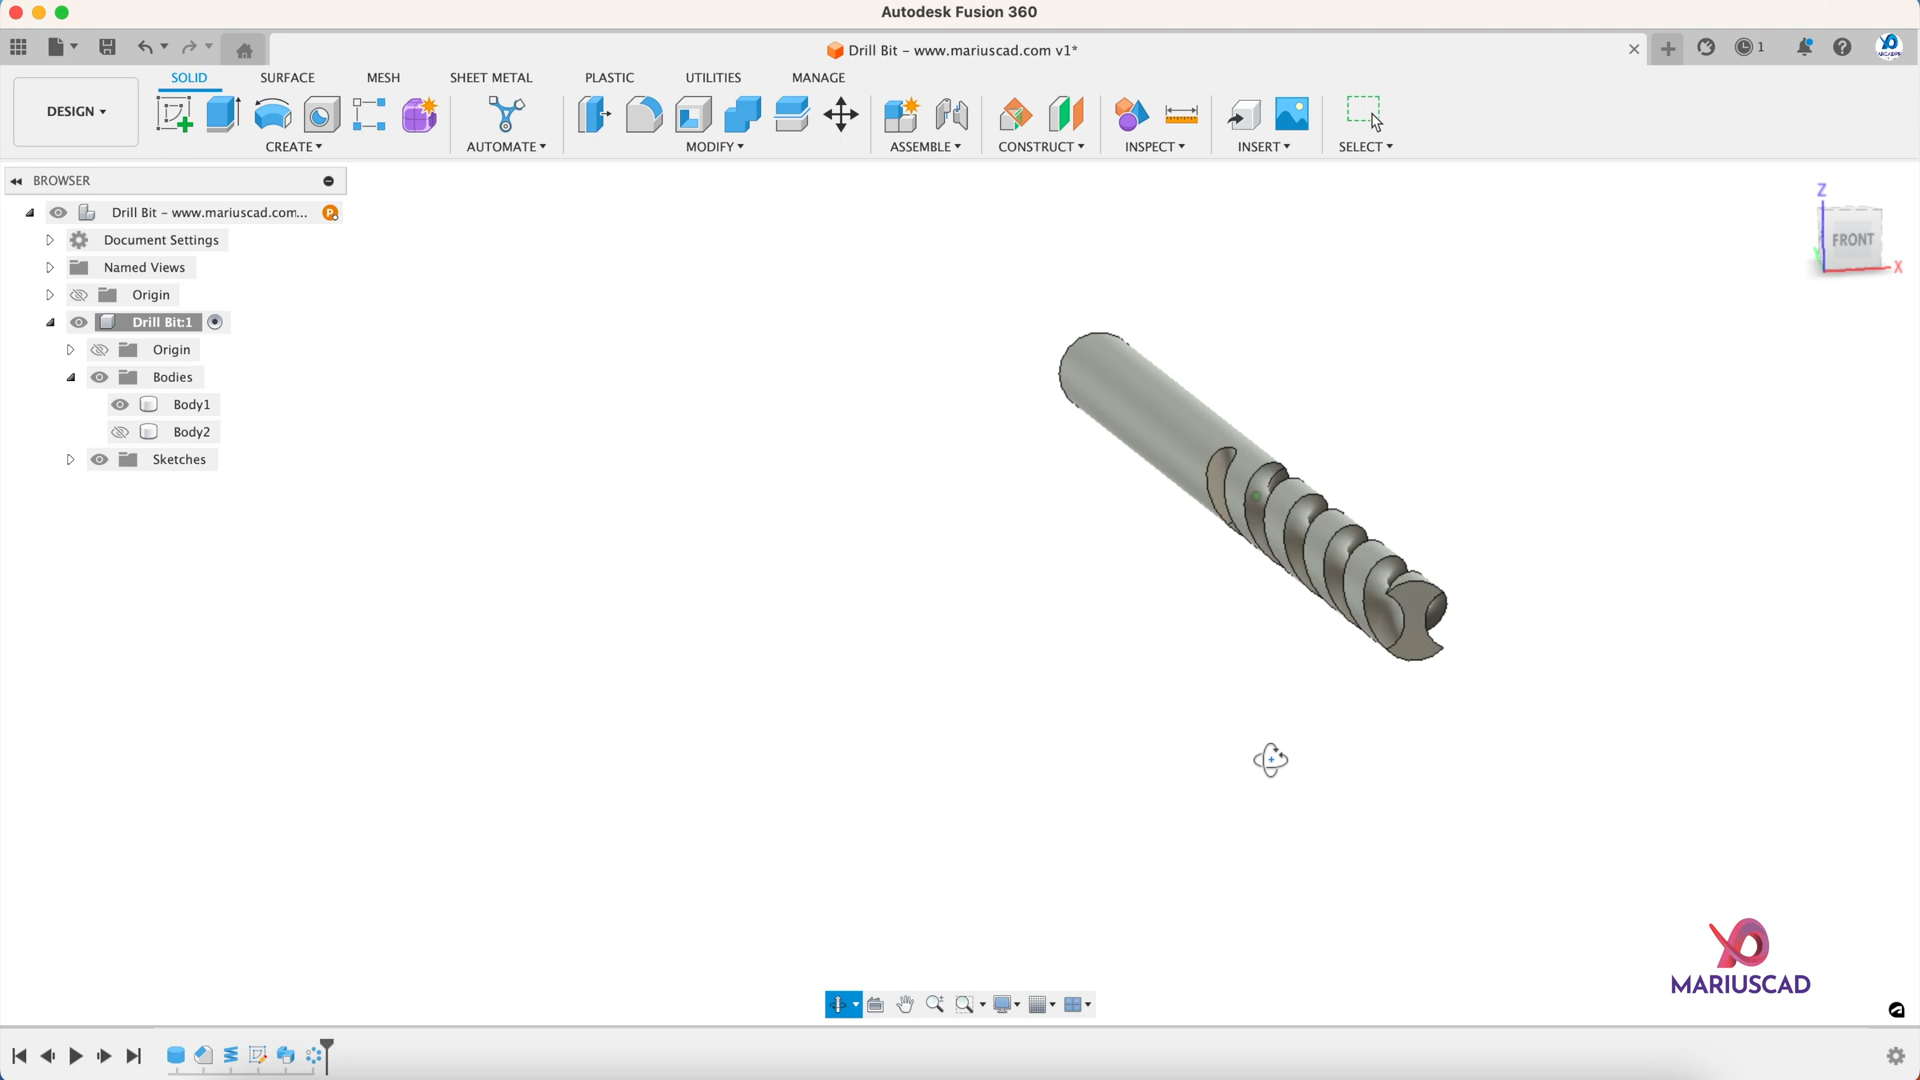 Autodesk Fusion 360
Drill Bit – www.mariuscad.com v1*
1
DESIGN
SOLID SURFACE MESH SHEET METAL PLASTIC UTILITIES MANAGE
CREATE AUTOMATE MODIFY ASSEMBLE CONSTRUCT INSPECT INSERT SELECT
BROWSER
Drill Bit – www.mariuscad.com...
P
Document Settings
Named Views
Origin
Drill Bit:1
Origin
Bodies
Body1
Body2
Sketches
Z
FRONT
X
MARIUSCAD